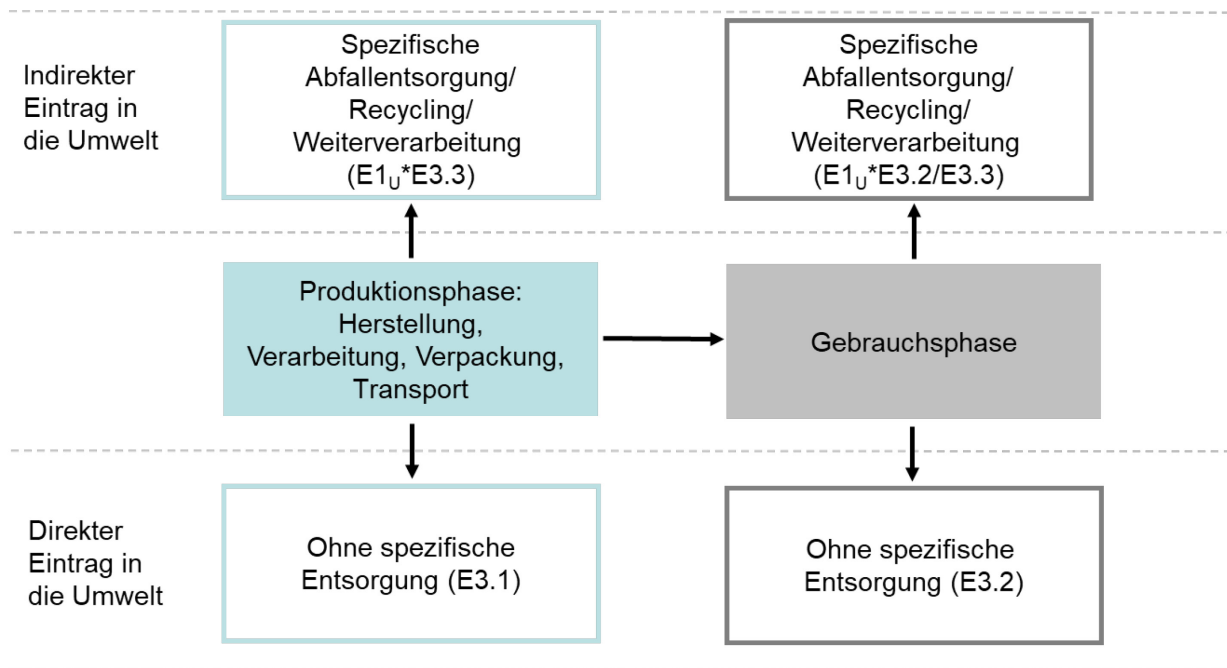 Indirekter
Eintrag in
die Umwelt
Spezifische
Abfallentsorgung/
Recycling/
Weiterverarbeitung
(E1U*E3.3)
Spezifische
Abfallentsorgung/
Recycling/
Weiterverarbeitung
(E1U*E3.2/E3.3)
Produktionsphase:
Herstellung,
Verarbeitung, Verpackung,
Transport
Gebrauchsphase
Direkter
Eintrag in
die Umwelt
Ohne spezifische
Entsorgung (E3.1)
Ohne spezifische
Entsorgung (E3.2)